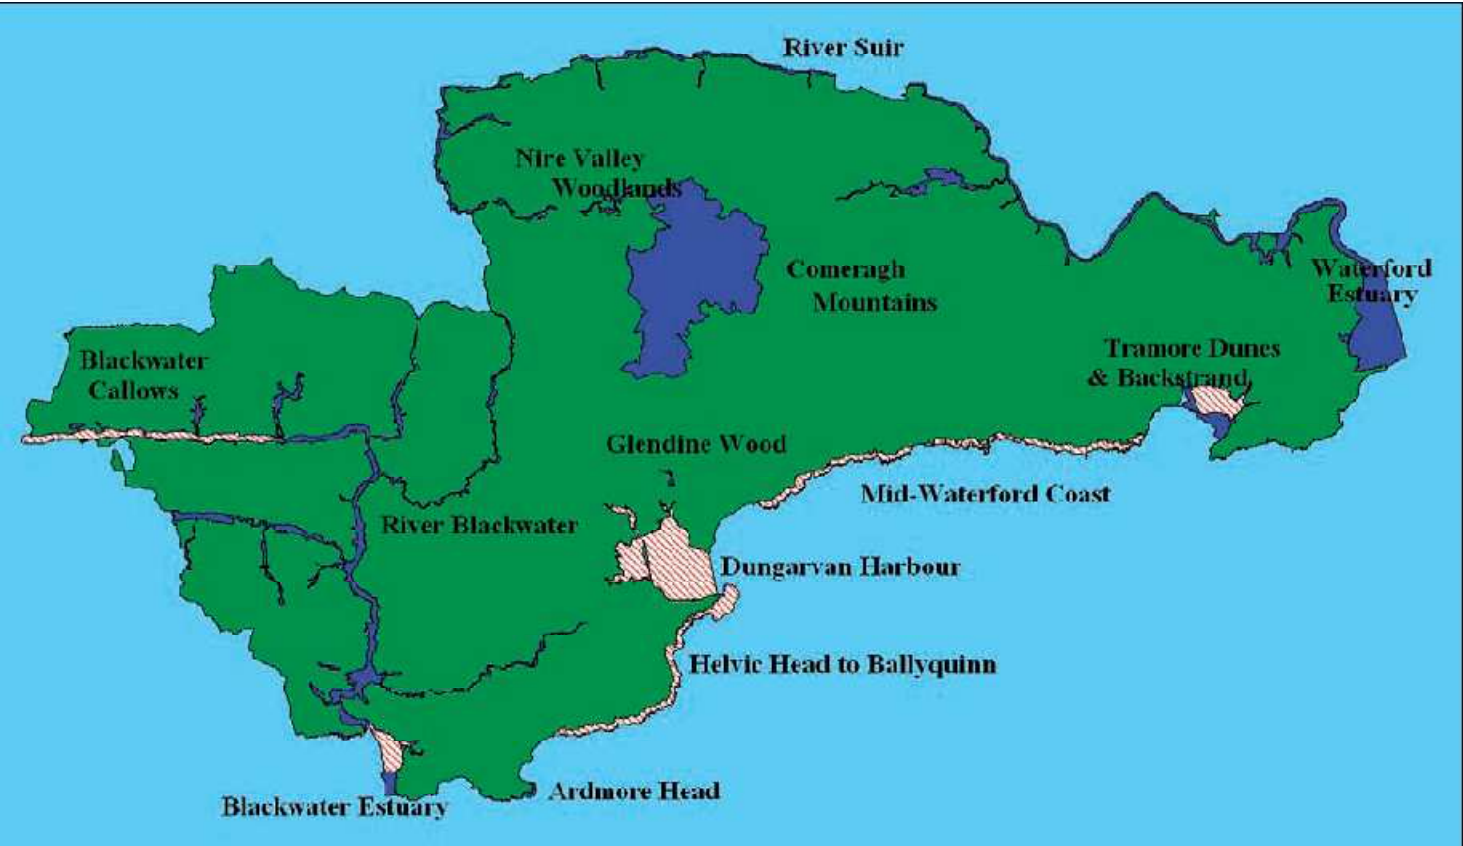 River Suir
Nire Valley
Woodlands
Comeragh
Mountains
Waterford
Estuary
Blackwater
Callows
Tramore Dunes
& Backstrand
Glendine Wood
Mid-Waterford Coast
River Blackwater
Dungarvan Harbour
Helvic Head to Ballyquinn
Ardmore Head
Blackwater Estuary